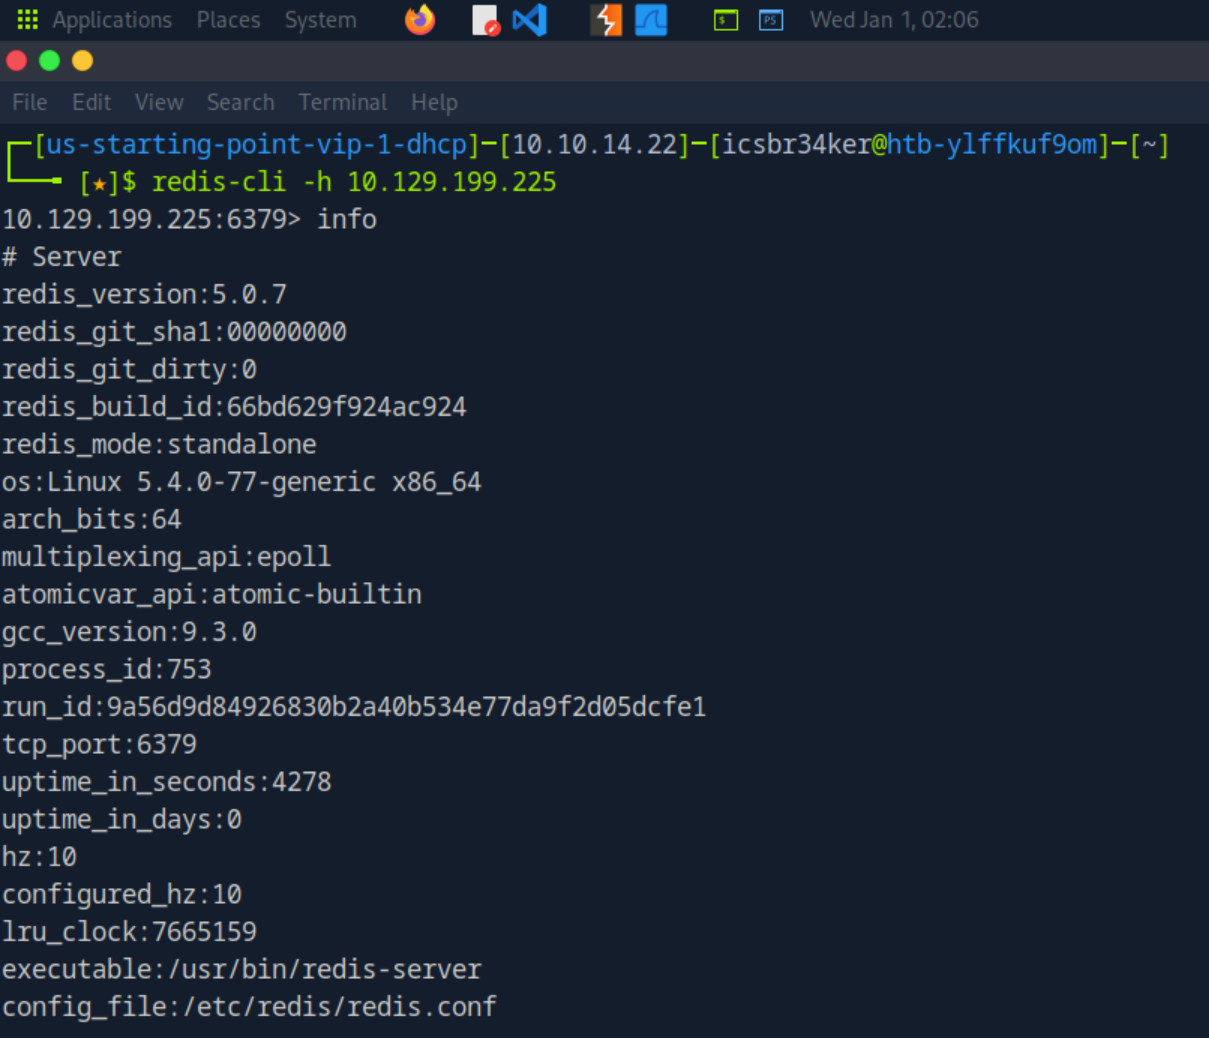 Applications Places System $ PS Wed Jan 1, 02:06
File Edit View Search Terminal Help
┌─[us-starting-point-vip-1-dhcp]─[10.10.14.22]─[icsbr34ker@htb-ylffkuf9om]─[~]
└──╼ [★]$ redis-cli -h 10.129.199.225
10.129.199.225:6379> info
# Server
redis_version:5.0.7
redis_git_sha1:00000000
redis_git_dirty:0
redis_build_id:66bd629f924ac924
redis_mode:standalone
os:Linux 5.4.0-77-generic x86_64
arch_bits:64
multiplexing_api:epoll
atomicvar_api:atomic-builtin
gcc_version:9.3.0
process_id:753
run_id:9a56d9d84926830b2a40b534e77da9f2d05dcfe1
tcp_port:6379
uptime_in_seconds:4278
uptime_in_days:0
hz:10
configured_hz:10
lru_clock:7665159
executable:/usr/bin/redis-server
config_file:/etc/redis/redis.conf